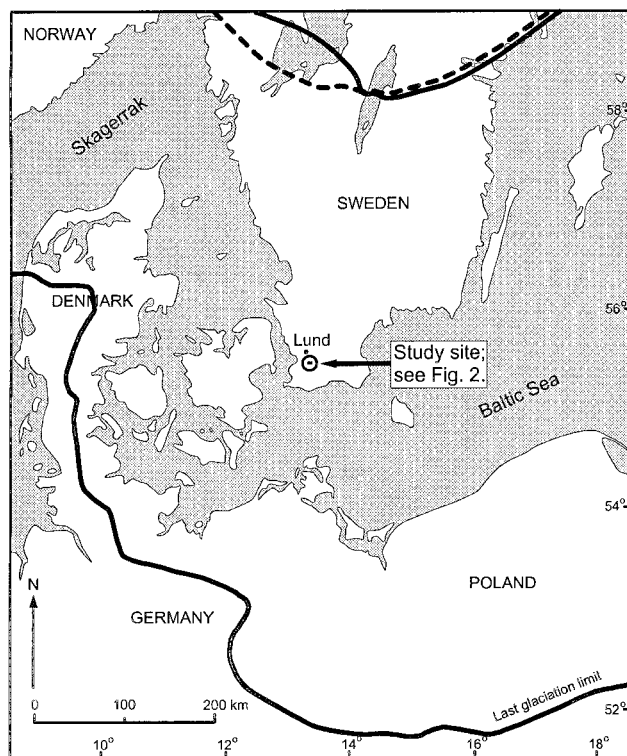 NORWAY
58°
Skagerrak
SWEDEN
DENMARK
56°
Lund
Study site;
see Fig. 2.
Baltic Sea
54°
N
POLAND
GERMANY
Last glaciation limit
52°
0 100 200 km
10° 12° 14° 16° 18°